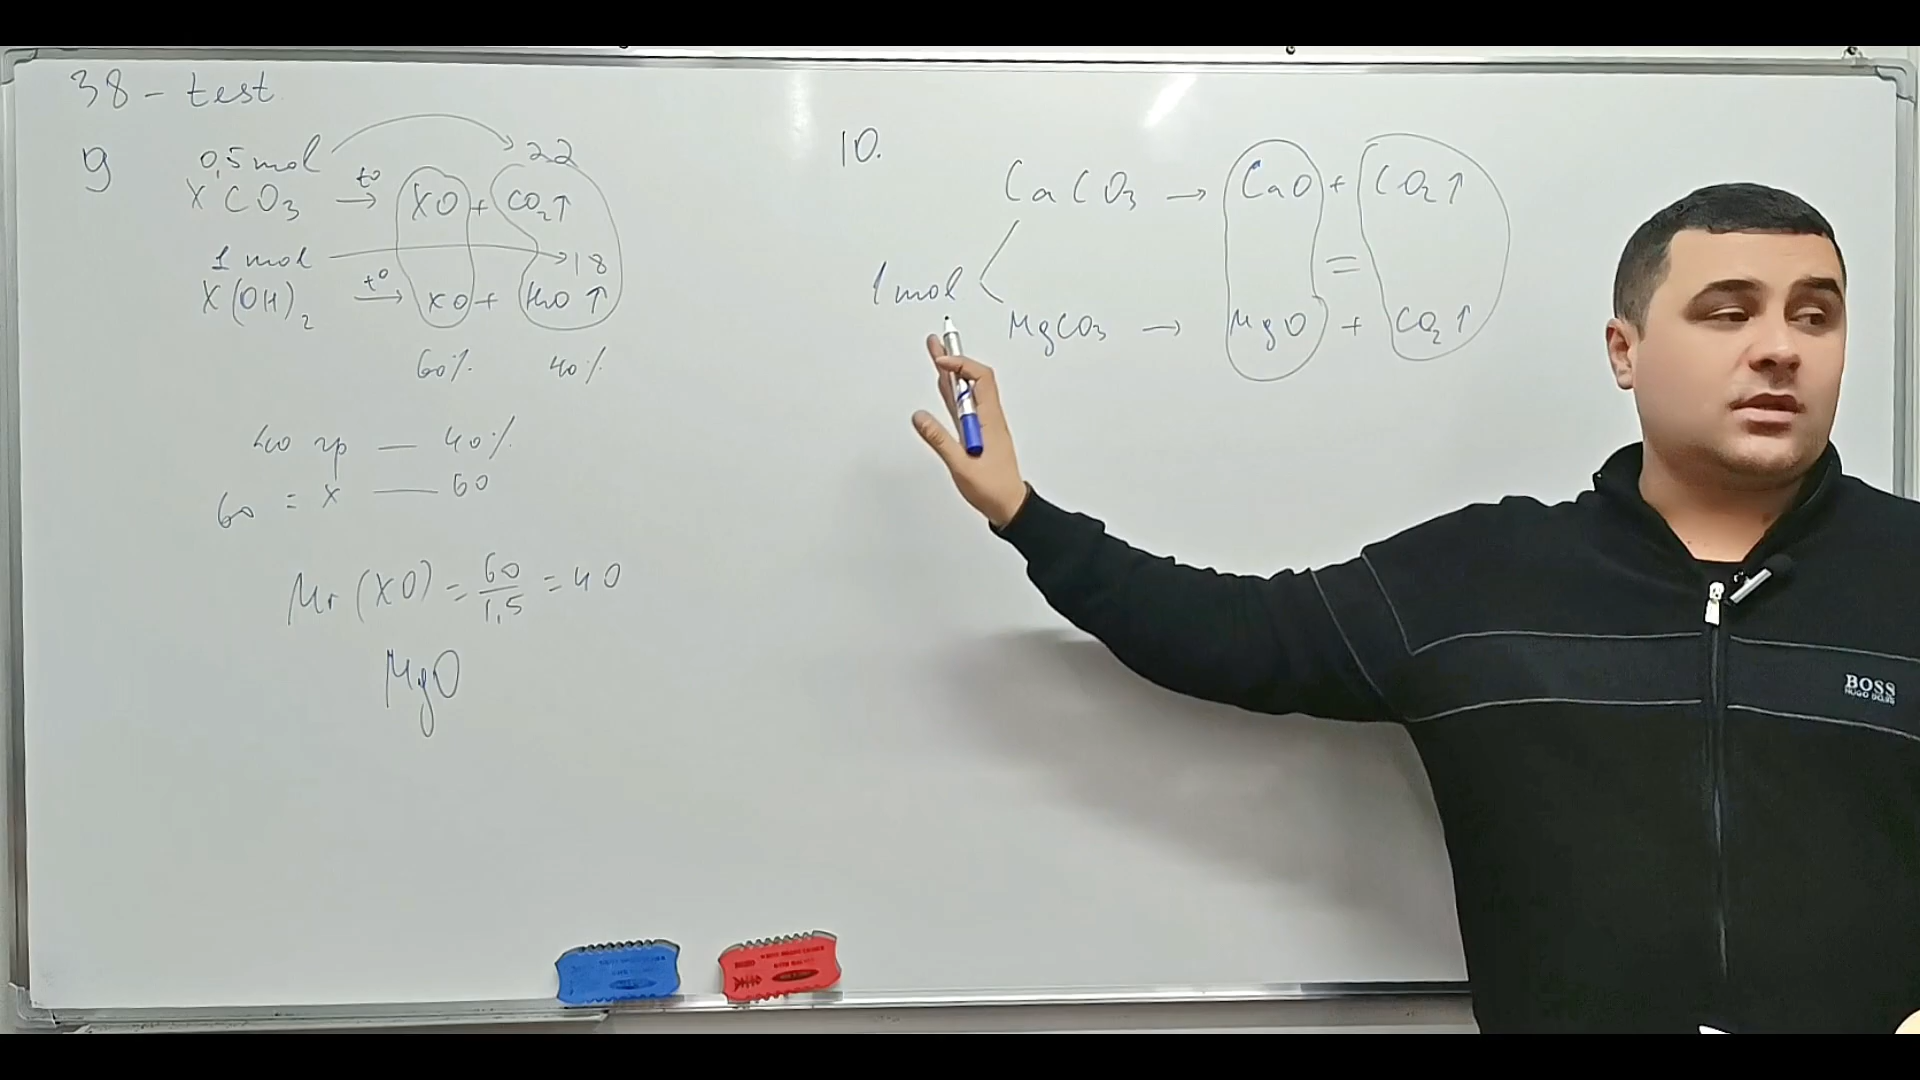 38 - test
9
0,5 mol 22
XCO₃ t° → XO + CO₂↑
1 mol 18
X(OH)₂ t° → XO + H₂O ↑
60% 40%
40 гр — 40%
60 = x — 60
Mr (XO) = 60/1,5 = 40
MgO
10.
CaCO₃ → CaO + CO₂↑
1 mol =
MgCO₃ → MgO + CO₂↑
BOSS
HUGO BOSS